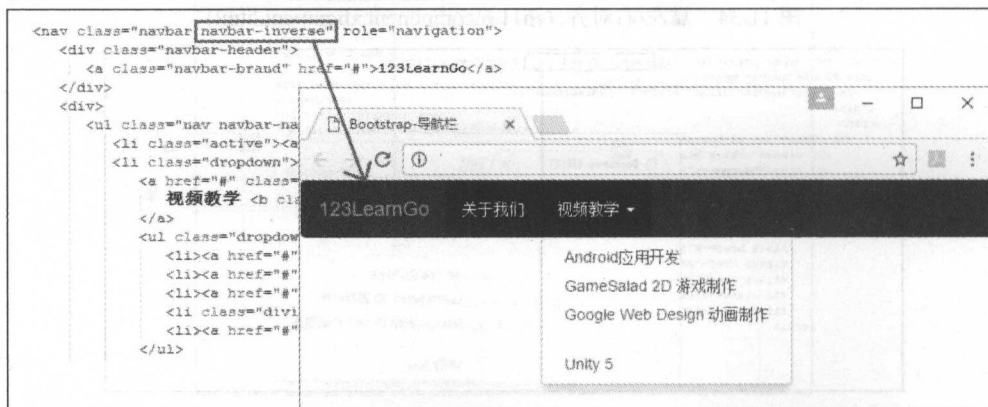 <nav class="navbar navbar-inverse" role="navigation">
<div class="navbar-header">
<a class="navbar-brand" href="#">123LearnGo</a>
</div>
<div>
<ul class="nav navbar-na
<li class="active"><a
<li class="dropdown">
<a href="#" class=
视频教学 <b cla
</a>
<ul class="dropdow
<li><a href="#"
<li><a href="#"
<li><a href="#"
<li class="divi
<li><a href="#"
</ul>
Bootstrap-导航栏
123LearnGo 关于我们 视频教学
Android应用开发
GameSalad 2D 游戏制作
Google Web Design 动画制作
Unity 5